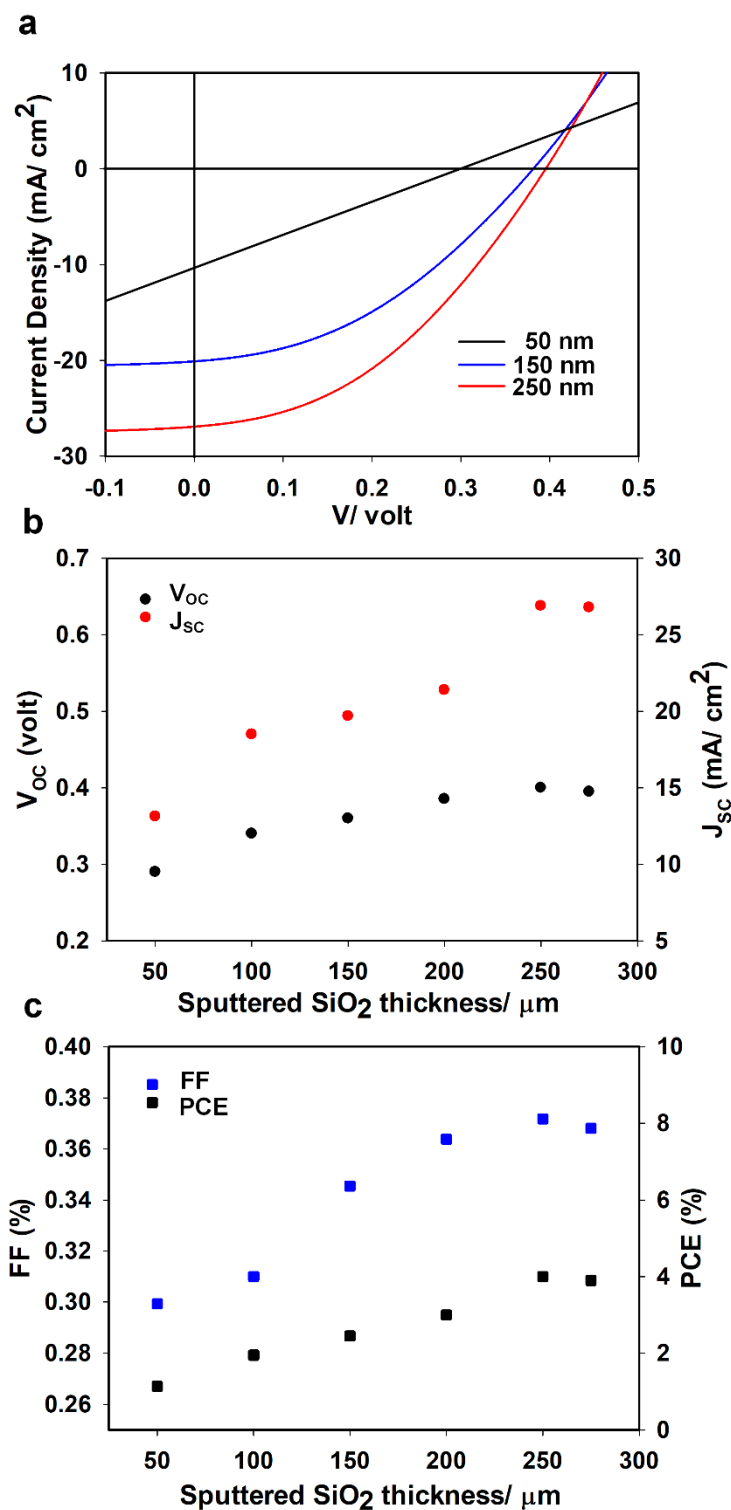 a
10
0
-10
-20
-30
Current Density (mA/ cm2)
50 nm
150 nm
250 nm
-0.1 0.0 0.1 0.2 0.3 0.4 0.5
V/ volt
b
0.7
0.6
0.5
0.4
0.3
0.2
VOC (volt)
VOC
JSC
30
25
20
15
10
5
JSC (mA/ cm2)
50 100 150 200 250 300
Sputtered SiO2 thickness/ μm
c
0.40
0.38
0.36
0.34
0.32
0.30
0.28
0.26
FF (%)
FF
PCE
10
8
6
4
2
0
PCE (%)
50 100 150 200 250 300
Sputtered SiO2 thickness/ μm